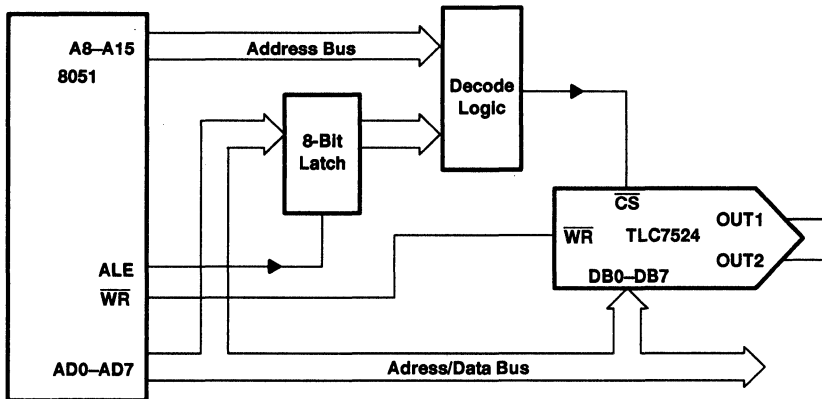 A8–A15
8051
Address Bus
Decode
Logic
8-Bit
Latch
CS
WR
TLC7524
OUT1
OUT2
DB0–DB7
ALE
WR
AD0–AD7
Adress/Data Bus